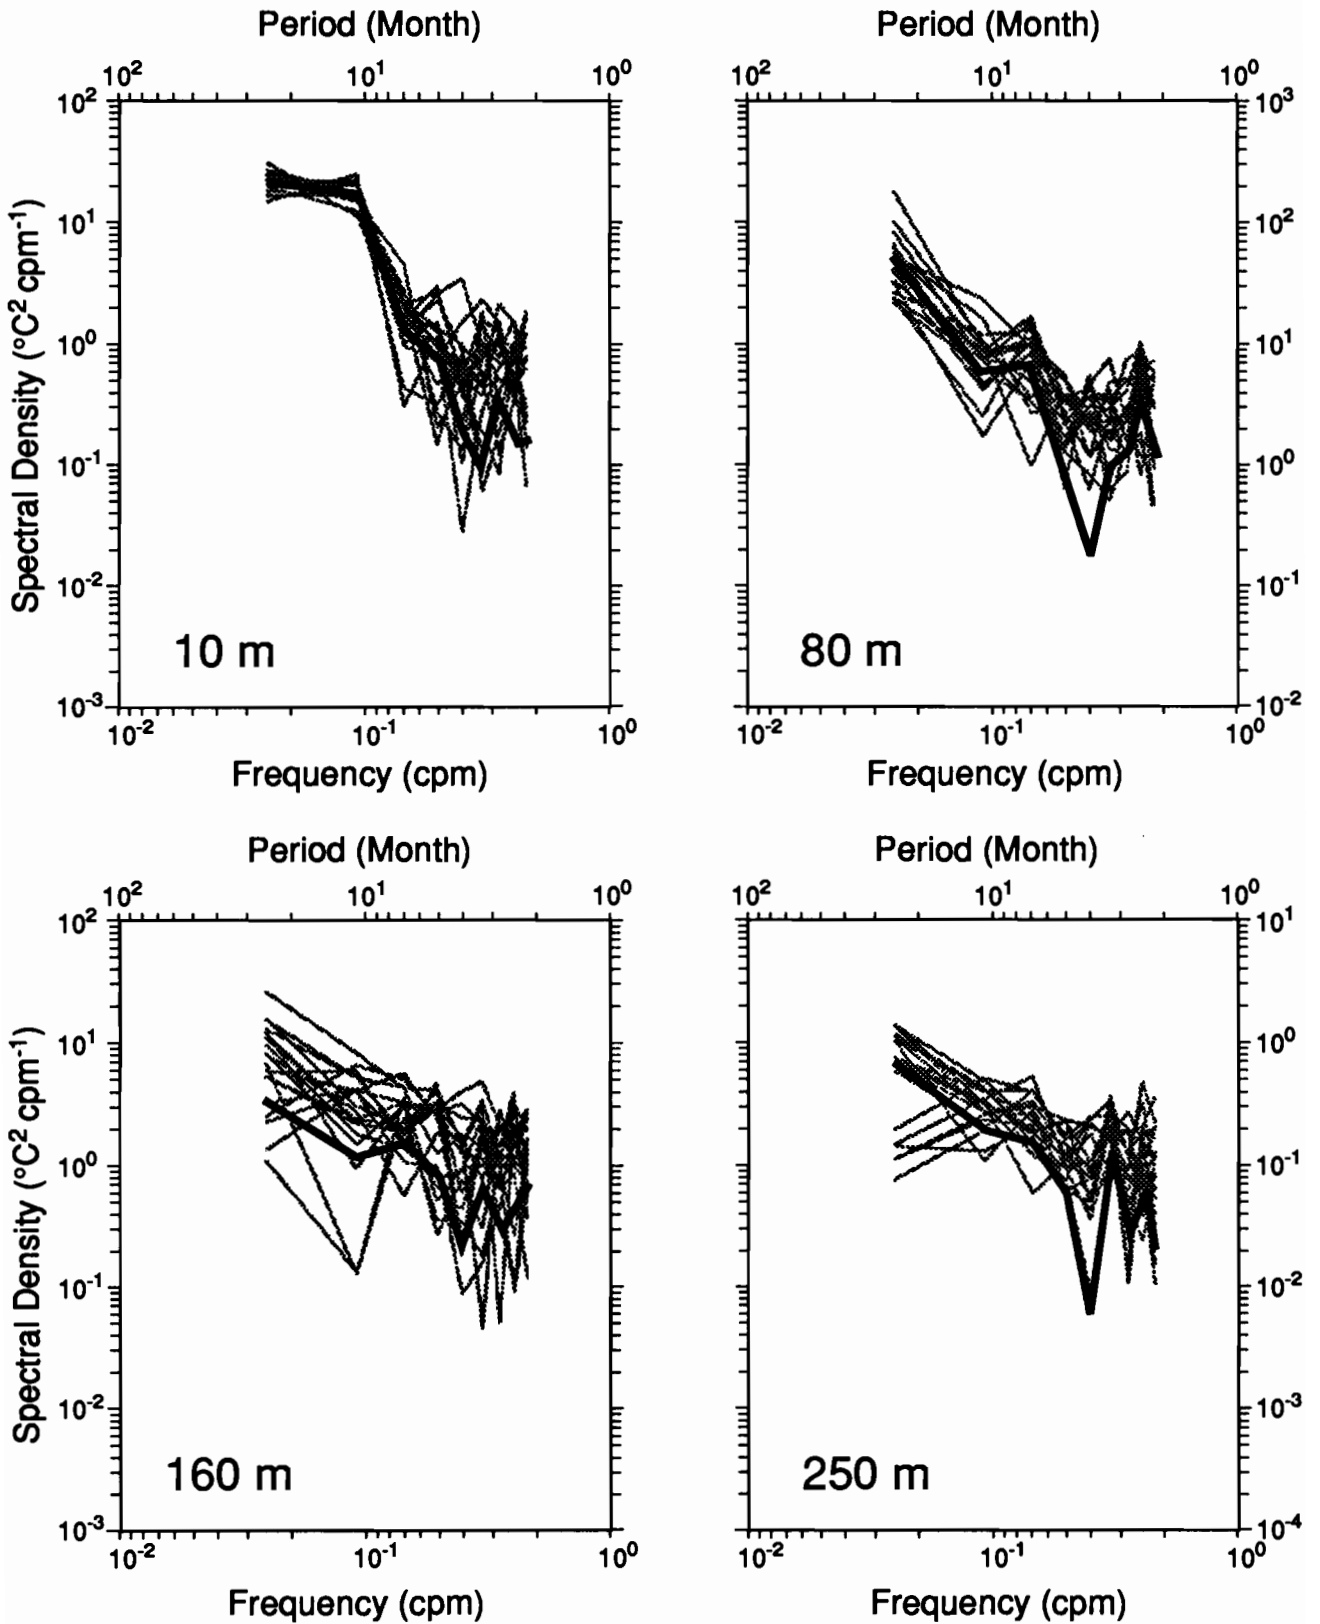 Period (Month)
10² 10¹ 10⁰
Period (Month)
10² 10¹ 10⁰
Spectral Density (°C² cpm⁻¹)
10²
10¹
10⁰
10⁻¹
10⁻²
10⁻³
10 m
10⁻² 10⁻¹ 10⁰
Frequency (cpm)
10³
10²
10¹
10⁰
10⁻¹
10⁻²
80 m
10⁻² 10⁻¹ 10⁰
Frequency (cpm)
Period (Month)
10² 10¹ 10⁰
Period (Month)
10² 10¹ 10⁰
Spectral Density (°C² cpm⁻¹)
10²
10¹
10⁰
10⁻¹
10⁻²
10⁻³
160 m
10⁻² 10⁻¹ 10⁰
Frequency (cpm)
10¹
10⁰
10⁻¹
10⁻²
10⁻³
10⁻⁴
250 m
10⁻² 10⁻¹ 10⁰
Frequency (cpm)